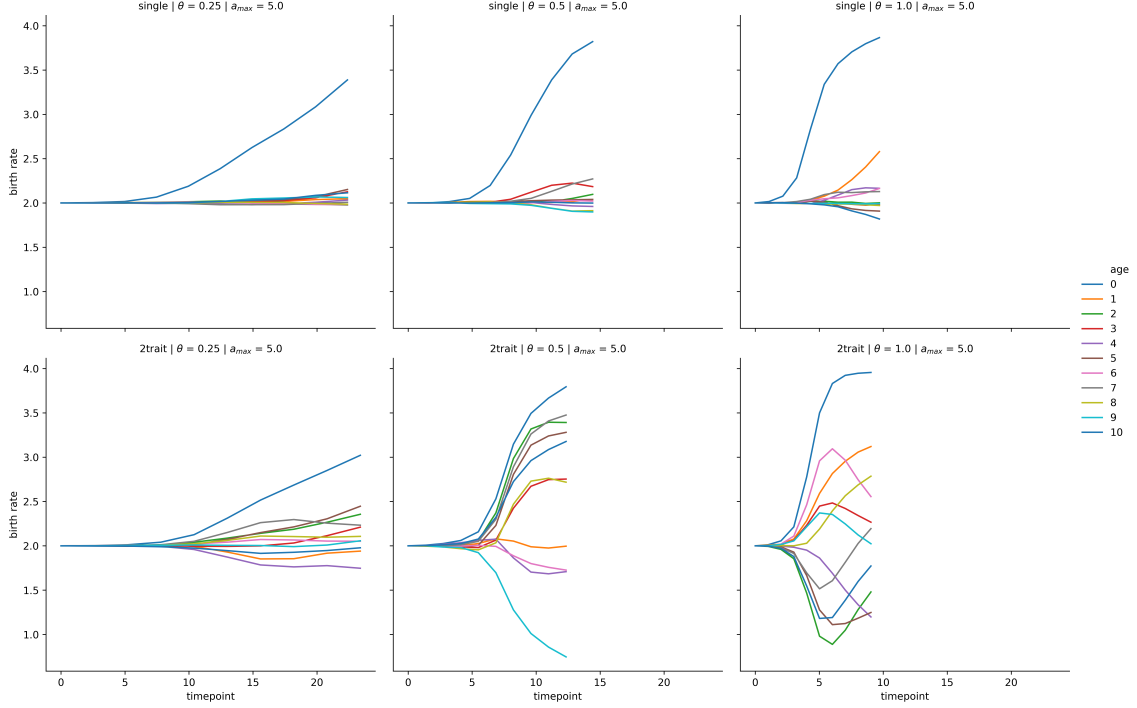 single | θ = 0.25 | a_max = 5.0
single | θ = 0.5 | a_max = 5.0
single | θ = 1.0 | a_max = 5.0
4.0
3.5
3.0
2.5
2.0
1.5
1.0
birth rate
2trait | θ = 0.25 | a_max = 5.0
2trait | θ = 0.5 | a_max = 5.0
2trait | θ = 1.0 | a_max = 5.0
4.0
3.5
3.0
2.5
2.0
1.5
1.0
birth rate
0 5 10 15 20
0 5 10 15 20
0 5 10 15 20
timepoint
timepoint
timepoint
age
0
1
2
3
4
5
6
7
8
9
10